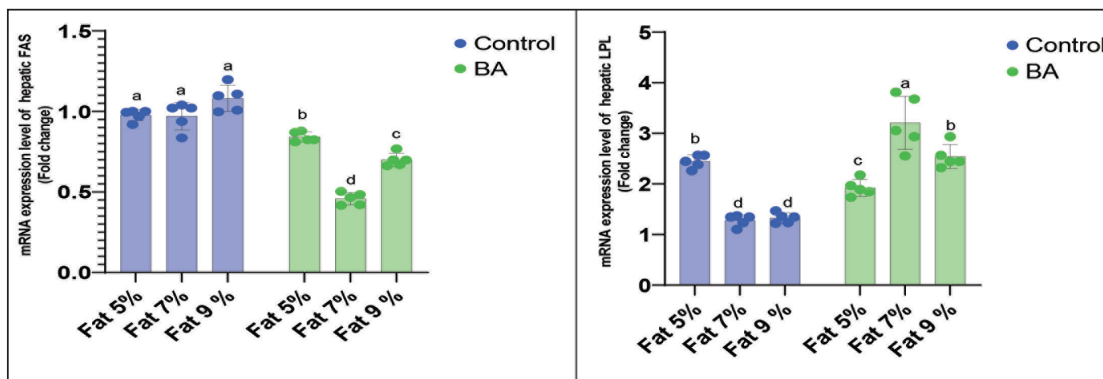 mRNA expression level of hepatic FAS
(Fold change)
1.5
1.0
0.5
0.0
a
a
a
b
d
c
Control
BA
Fat 5%
Fat 7%
Fat 9 %
Fat 5%
Fat 7%
Fat 9 %
mRNA expression level of hepatic LPL
(Fold change)
5
4
3
2
1
0
b
d
d
c
a
b
Control
BA
Fat 5%
Fat 7%
Fat 9 %
Fat 5%
Fat 7%
Fat 9 %